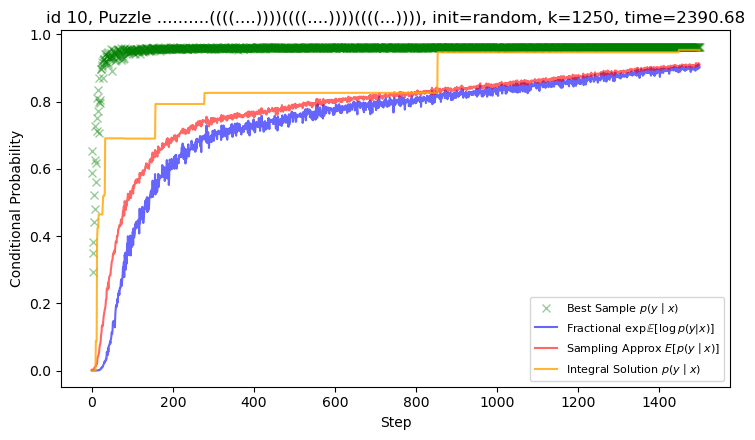 id 10, Puzzle ..........((((....))))((((....))))((((...)))), init=random, k=1250, time=2390.68
Conditional Probability
1.0
0.8
0.6
0.4
0.2
0.0
0
200
400
600
800
1000
1200
1400
Step
Best Sample p(y | x)
Fractional exp𝔼[log p(y|x)]
Sampling Approx E[p(y | x)]
Integral Solution p(y | x)